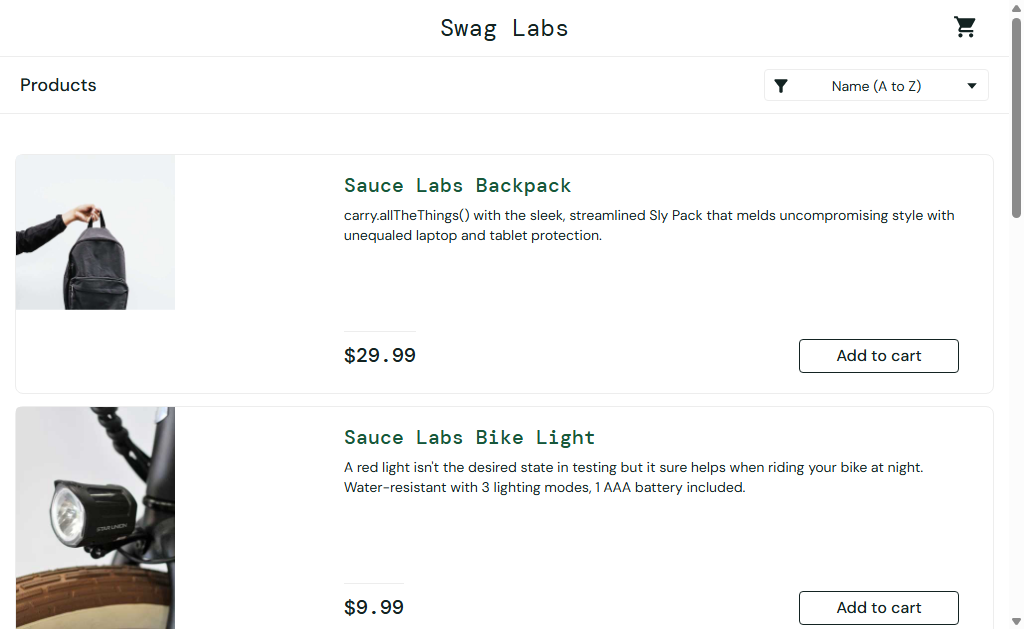 Swag Labs
Products
Name (A to Z)
Sauce Labs Backpack
carry.allTheThings() with the sleek, streamlined Sly Pack that melds uncompromising style with
unequaled laptop and tablet protection.
$29.99
Add to cart
Sauce Labs Bike Light
A red light isn't the desired state in testing but it sure helps when riding your bike at night.
Water-resistant with 3 lighting modes, 1 AAA battery included.
$9.99
Add to cart